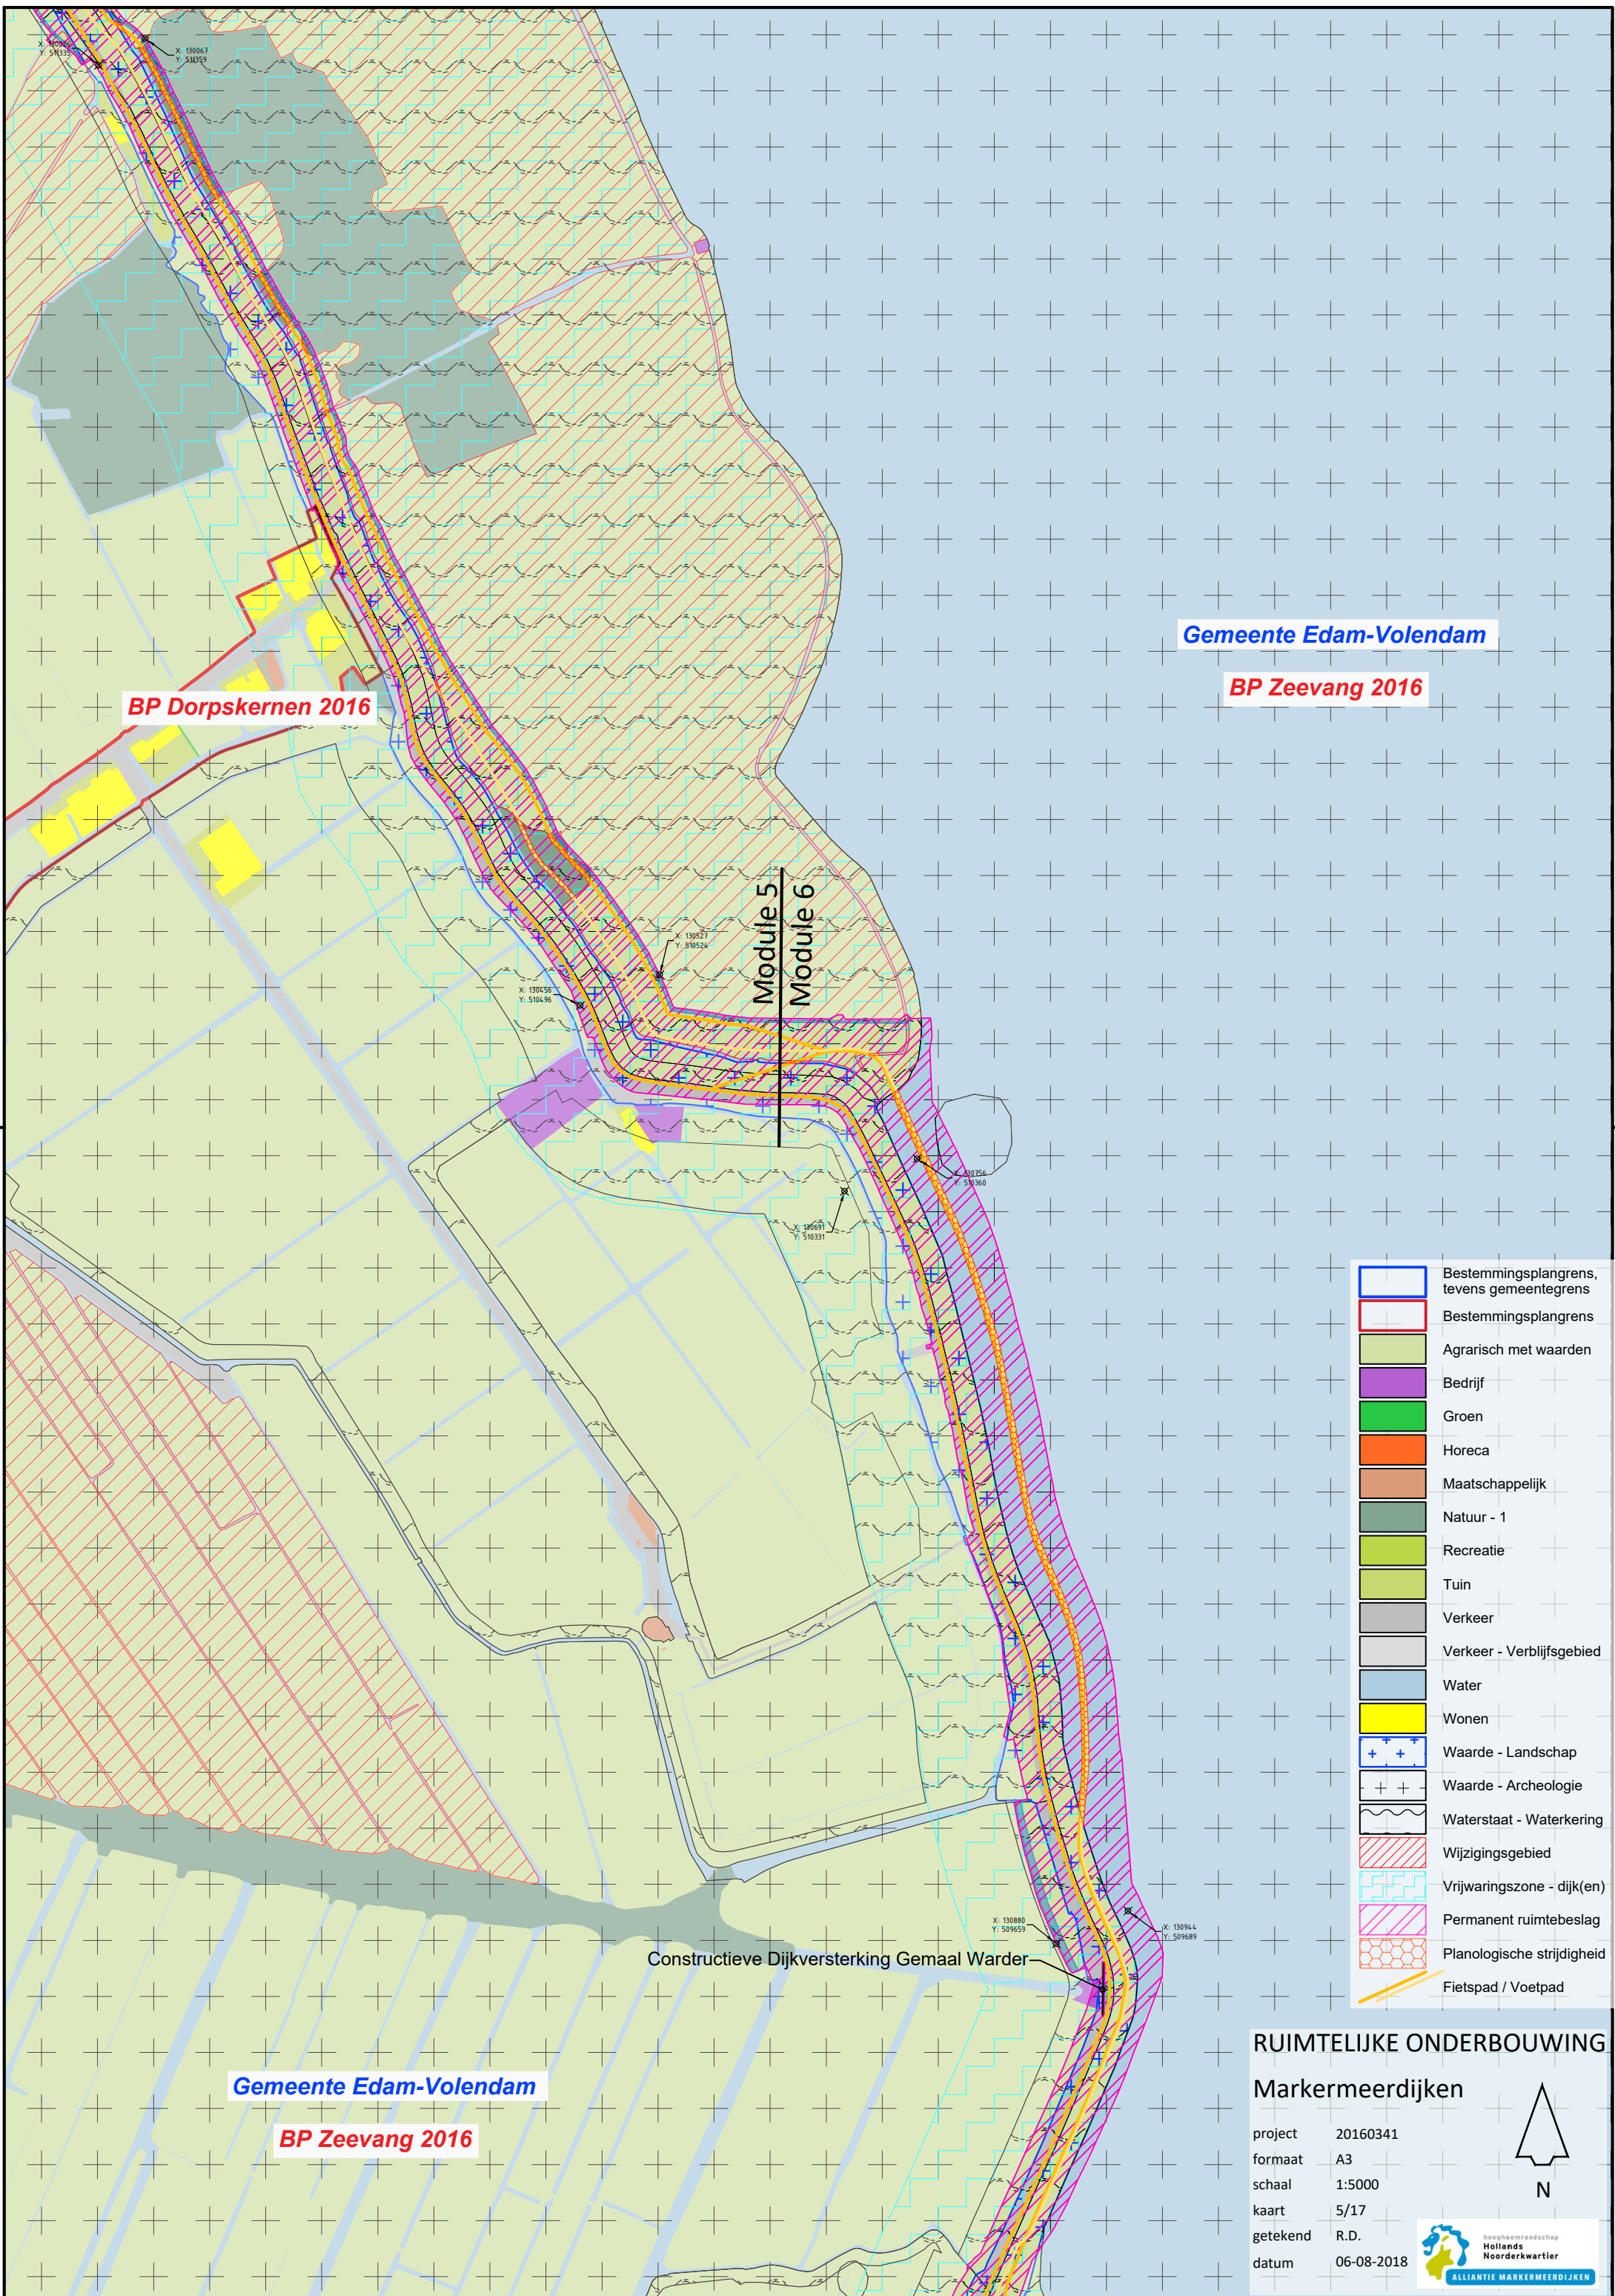 X: 130067
Y: 511359
Gemeente Edam-Volendam
BP Zeevang 2016
BP Dorpskernen 2016
Module 5
Module 6
X: 130527
Y: 510524
X: 130456
Y: 510496
X: 130756
Y: 510360
X: 130691
Y: 510331
Bestemmingsplangrens,
tevens gemeentegrens
Bestemmingsplangrens
Agrarisch met waarden
Bedrijf
Groen
Horeca
Maatschappelijk
Natuur - 1
Recreatie
Tuin
Verkeer
Verkeer - Verblijfsgebied
Water
Wonen
Waarde - Landschap
Waarde - Archeologie
Waterstaat - Waterkering
Wijzigingsgebied
Vrijwaringszone - dijk(en)
Permanent ruimtebeslag
Planologische strijdigheid
Fietspad / Voetpad
X: 130880
Y: 509659
X: 130944
Y: 509689
Constructieve Dijkversterking Gemaal Warder
Gemeente Edam-Volendam
BP Zeevang 2016
RUIMTELIJKE ONDERBOUWING
Markermeerdijken
project 20160341
formaat A3
schaal 1:5000
kaart 5/17
getekend R.D.
datum 06-08-2018
N
hoogheemraadschap
Hollands
Noorderkwartier
ALLIANTIE MARKERMEERDIJKEN